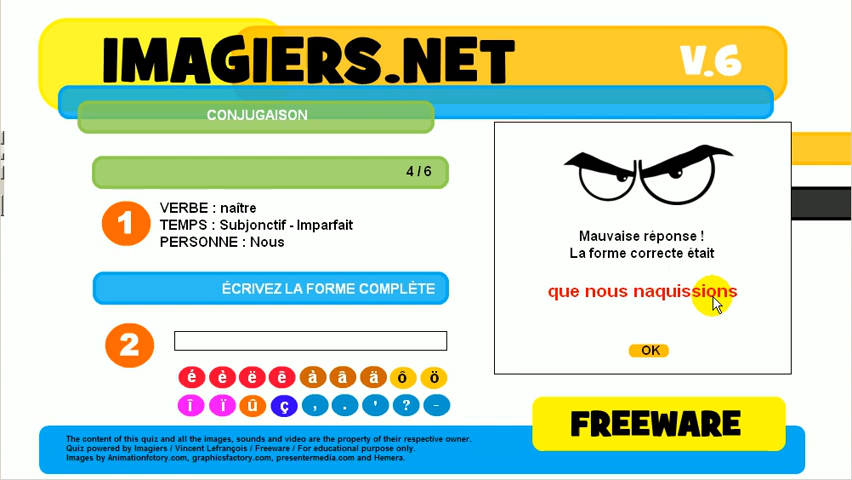 IMAGIERS.NET
V.6
CONJUGAISON
4 / 6
1
VERBE : naître
TEMPS : Subjonctif - Imparfait
PERSONNE : Nous
Mauvaise réponse !
La forme correcte était
que nous naquissions
OK
ÉCRIVEZ LA FORME COMPLÈTE
2
é è ë ê à â ä ô ö
î ï û ç , . ' ? -
FREEWARE
The content of this quiz and all the images, sounds and video are the property of their respective owner.
Quiz powered by Imagiers / Vincent Lefrançois / Freeware / For educational purpose only.
Images by Animationfctory.com, graphicsfactory.com, presentermedia.com and Hemera.